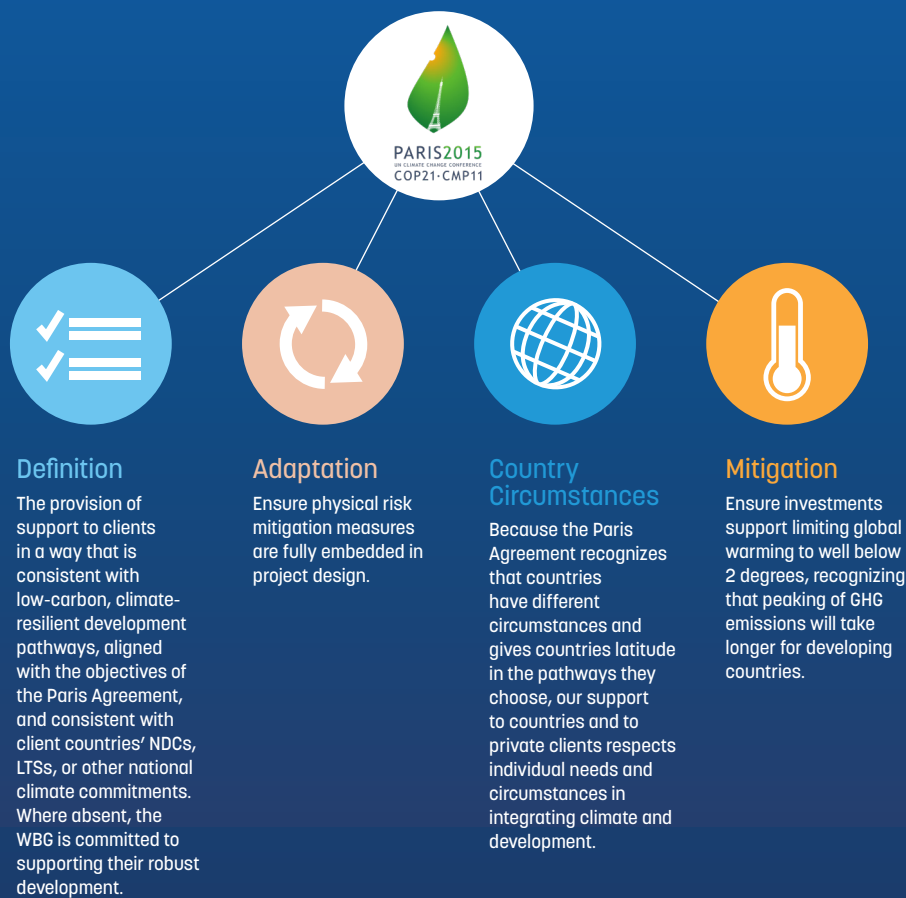 PARIS2015
UN CLIMATE CHANGE CONFERENCE
COP21·CMP11
Definition
The provision of
support to clients
in a way that is
consistent with
low-carbon, climate-
resilient development
pathways, aligned
with the objectives of
the Paris Agreement,
and consistent with
client countries’ NDCs,
LTSs, or other national
climate commitments.
Where absent, the
WBG is committed to
supporting their robust
development.
Adaptation
Ensure physical risk
mitigation measures
are fully embedded in
project design.
Country
Circumstances
Because the Paris
Agreement recognizes
that countries
have different
circumstances and
gives countries latitude
in the pathways they
choose, our support
to countries and to
private clients respects
individual needs and
circumstances in
integrating climate and
development.
Mitigation
Ensure investments
support limiting global
warming to well below
2 degrees, recognizing
that peaking of GHG
emissions will take
longer for developing
countries.